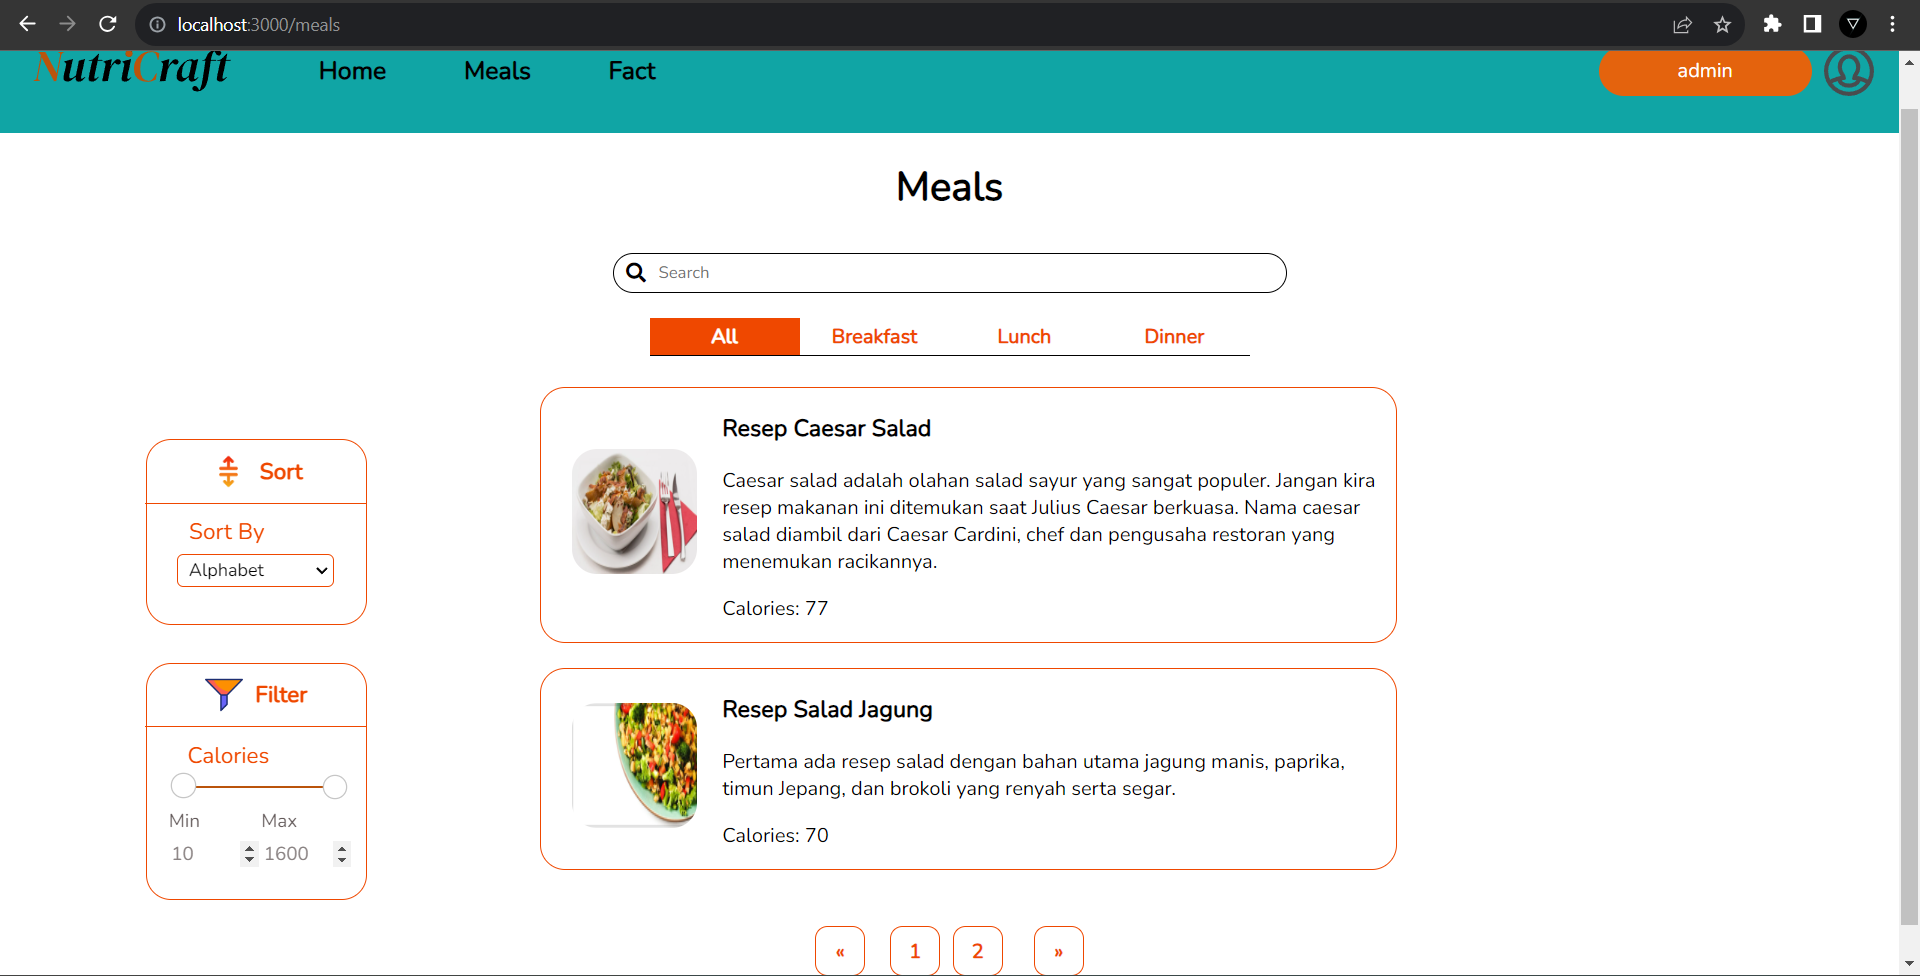 localhost:3000/meals
NutriCraft
Home
Meals
Fact
admin
Meals
Search
All
Breakfast
Lunch
Dinner
Sort
Sort By
Alphabet
Filter
Calories
Min
Max
10
1600
Resep Caesar Salad
Caesar salad adalah olahan salad sayur yang sangat populer. Jangan kira
resep makanan ini ditemukan saat Julius Caesar berkuasa. Nama caesar
salad diambil dari Caesar Cardini, chef dan pengusaha restoran yang
menemukan racikannya.
Calories: 77
Resep Salad Jagung
Pertama ada resep salad dengan bahan utama jagung manis, paprika,
timun Jepang, dan brokoli yang renyah serta segar.
Calories: 70
«
1
2
»